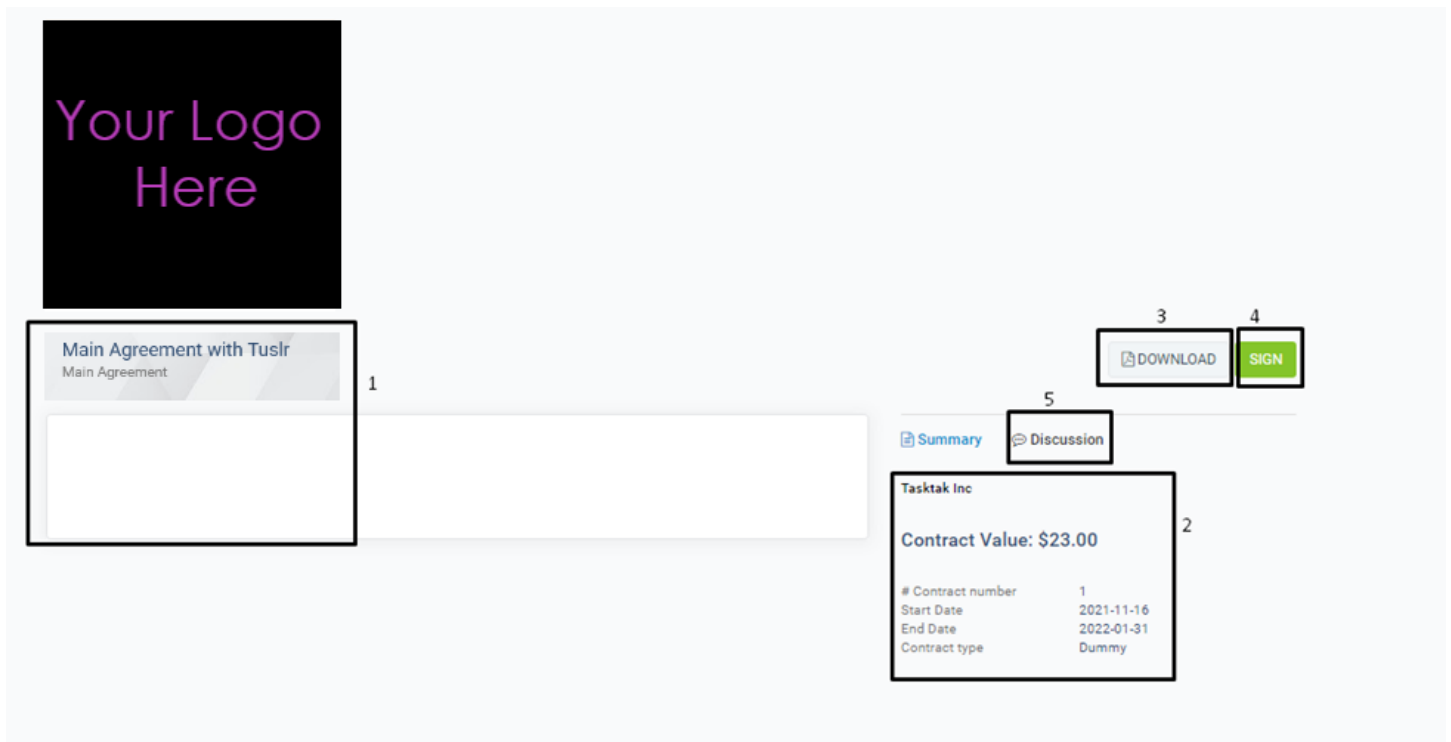 Your Logo
Here
3
4
Main Agreement with Tuslr
Main Agreement
1
DOWNLOAD
SIGN
5
Summary
Discussion
Tasktak Inc
2
Contract Value: $23.00
# Contract number 1
Start Date 2021-11-16
End Date 2022-01-31
Contract type Dummy